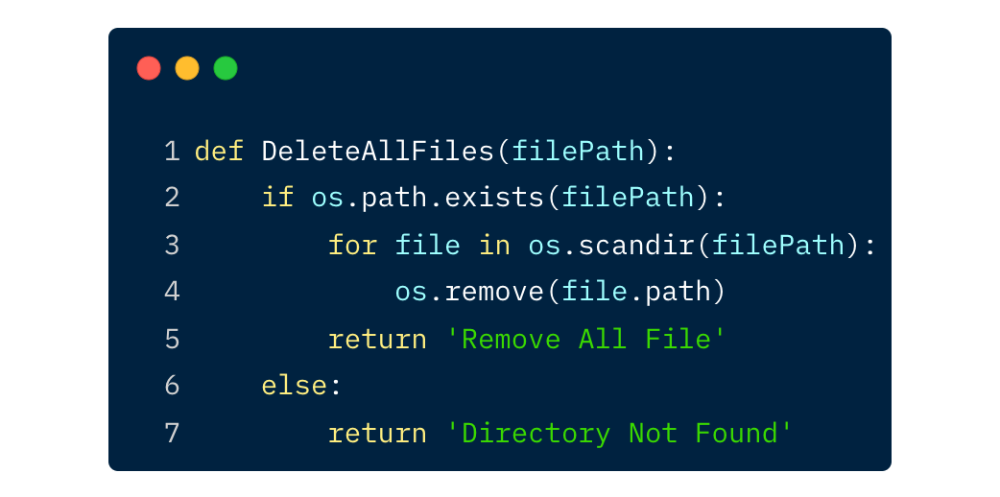 1 def DeleteAllFiles(filePath):
2     if os.path.exists(filePath):
3         for file in os.scandir(filePath):
4             os.remove(file.path)
5         return 'Remove All File'
6     else:
7         return 'Directory Not Found'